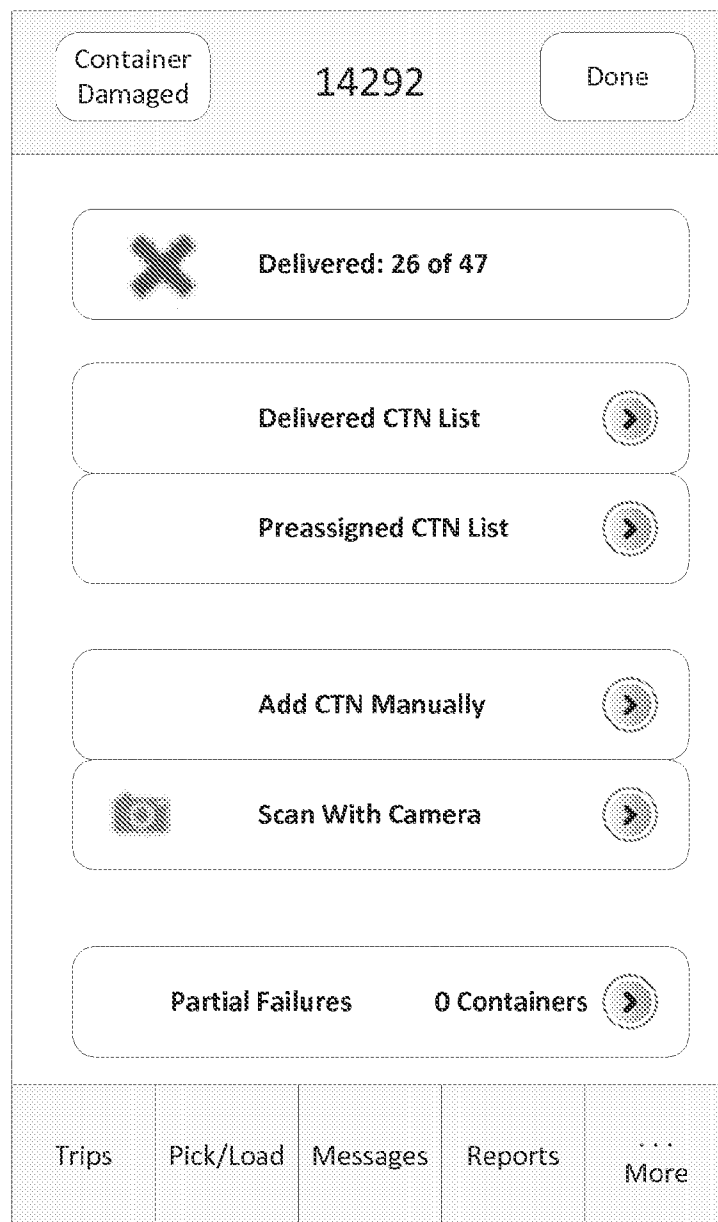 Container
Damaged
14292
Done
Delivered: 26 of 47
Delivered CTN List
Preassigned CTN List
Add CTN Manually
Scan With Camera
Partial Failures 0 Containers
Trips
Pick/Load
Messages
Reports
...
More